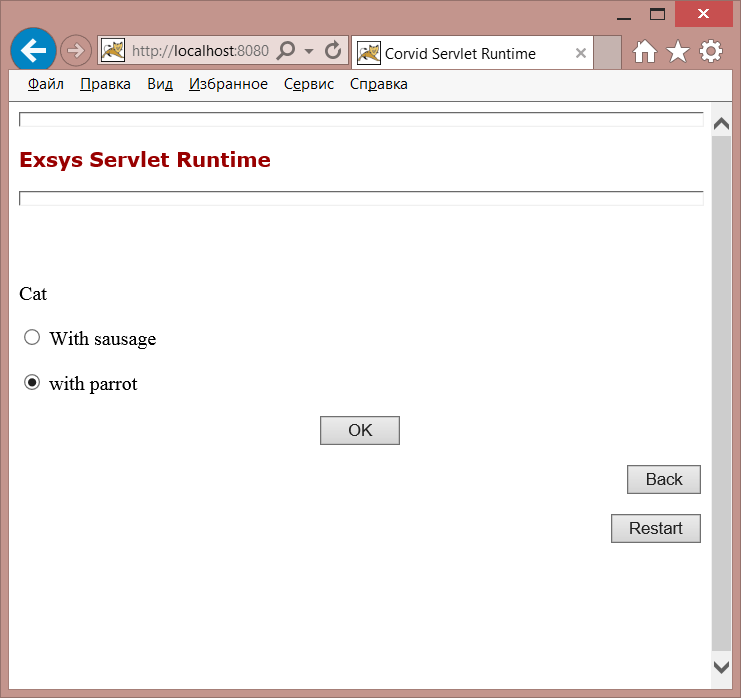 http://localhost:8080
Corvid Servlet Runtime
Файл Правка Вид Избранное Сервис Справка
Exsys Servlet Runtime
Cat
With sausage
with parrot
OK
Back
Restart